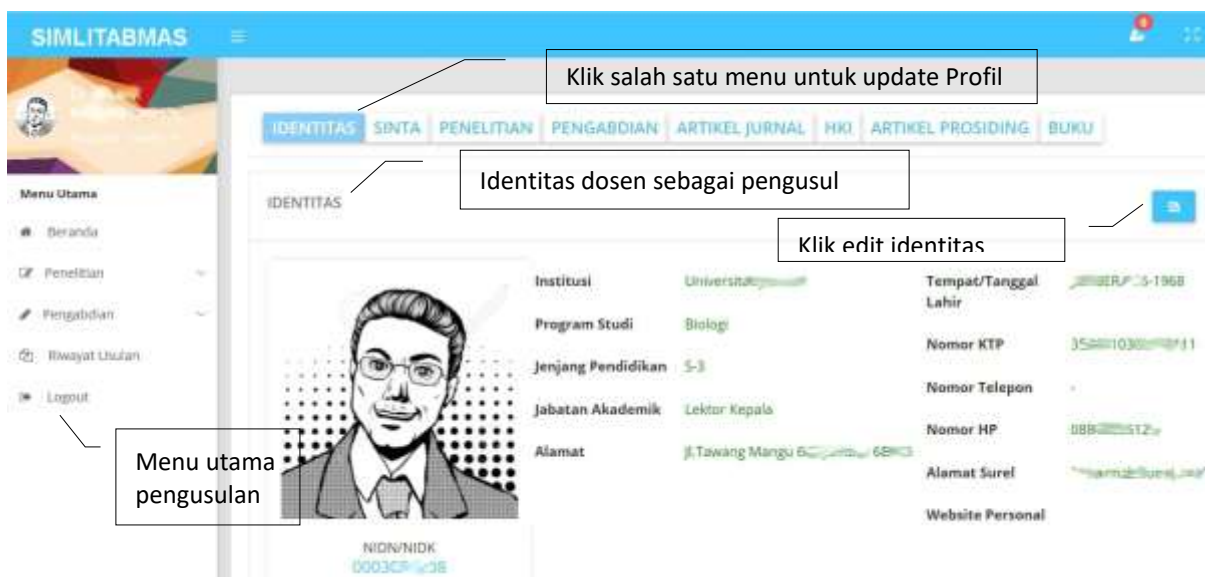 SIMLITABMAS
Klik salah satu menu untuk update Profil
IDENTITAS SINTA PENELITIAN PENGABDIAN ARTIKEL JURNAL HKI ARTIKEL PROSIDING BUKU
Identitas dosen sebagai pengusul
Menu Utama
IDENTITAS
Klik edit identitas
Beranda
Penelitian
Pengabdian
Riwayat Usulan
Logout
Menu utama
pengusulan
Institusi
Program Studi Biologi
Jenjang Pendidikan S-3
Jabatan Akademik Lektor Kepala
Alamat Jl.Tawang Mangu
Tempat/Tanggal
Lahir
Nomor KTP
Nomor Telepon -
Nomor HP
Alamat Surel
Website Personal
NIDN/NIDK